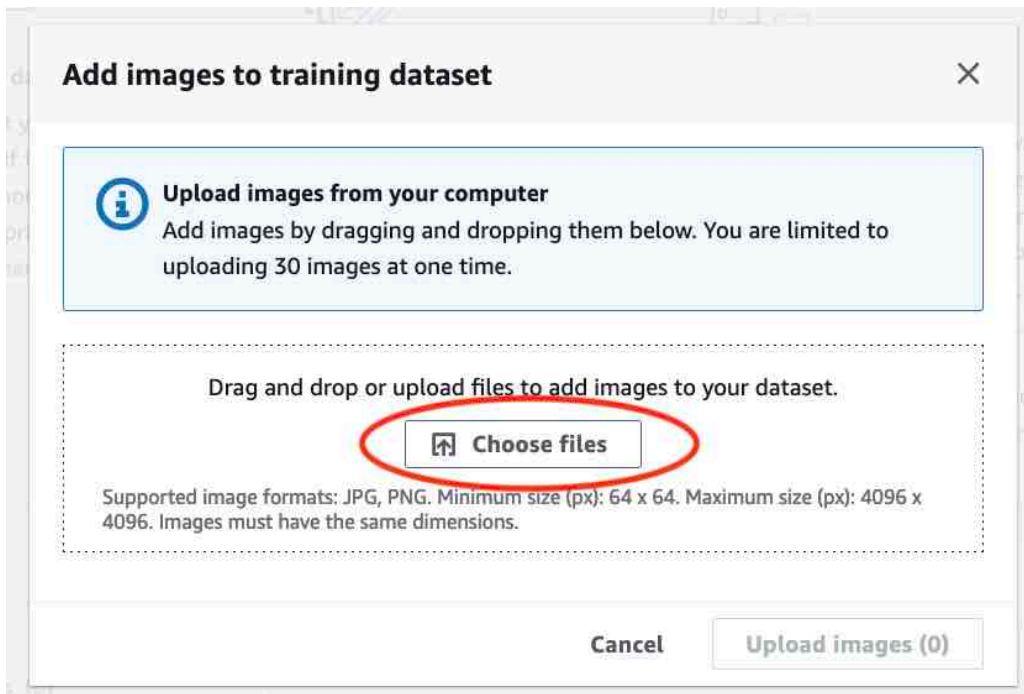 Add images to training dataset
Upload images from your computer
Add images by dragging and dropping them below. You are limited to
uploading 30 images at one time.
Drag and drop or upload files to add images to your dataset.
Choose files
Supported image formats: JPG, PNG. Minimum size (px): 64 x 64. Maximum size (px): 4096 x
4096. Images must have the same dimensions.
Cancel
Upload images (0)